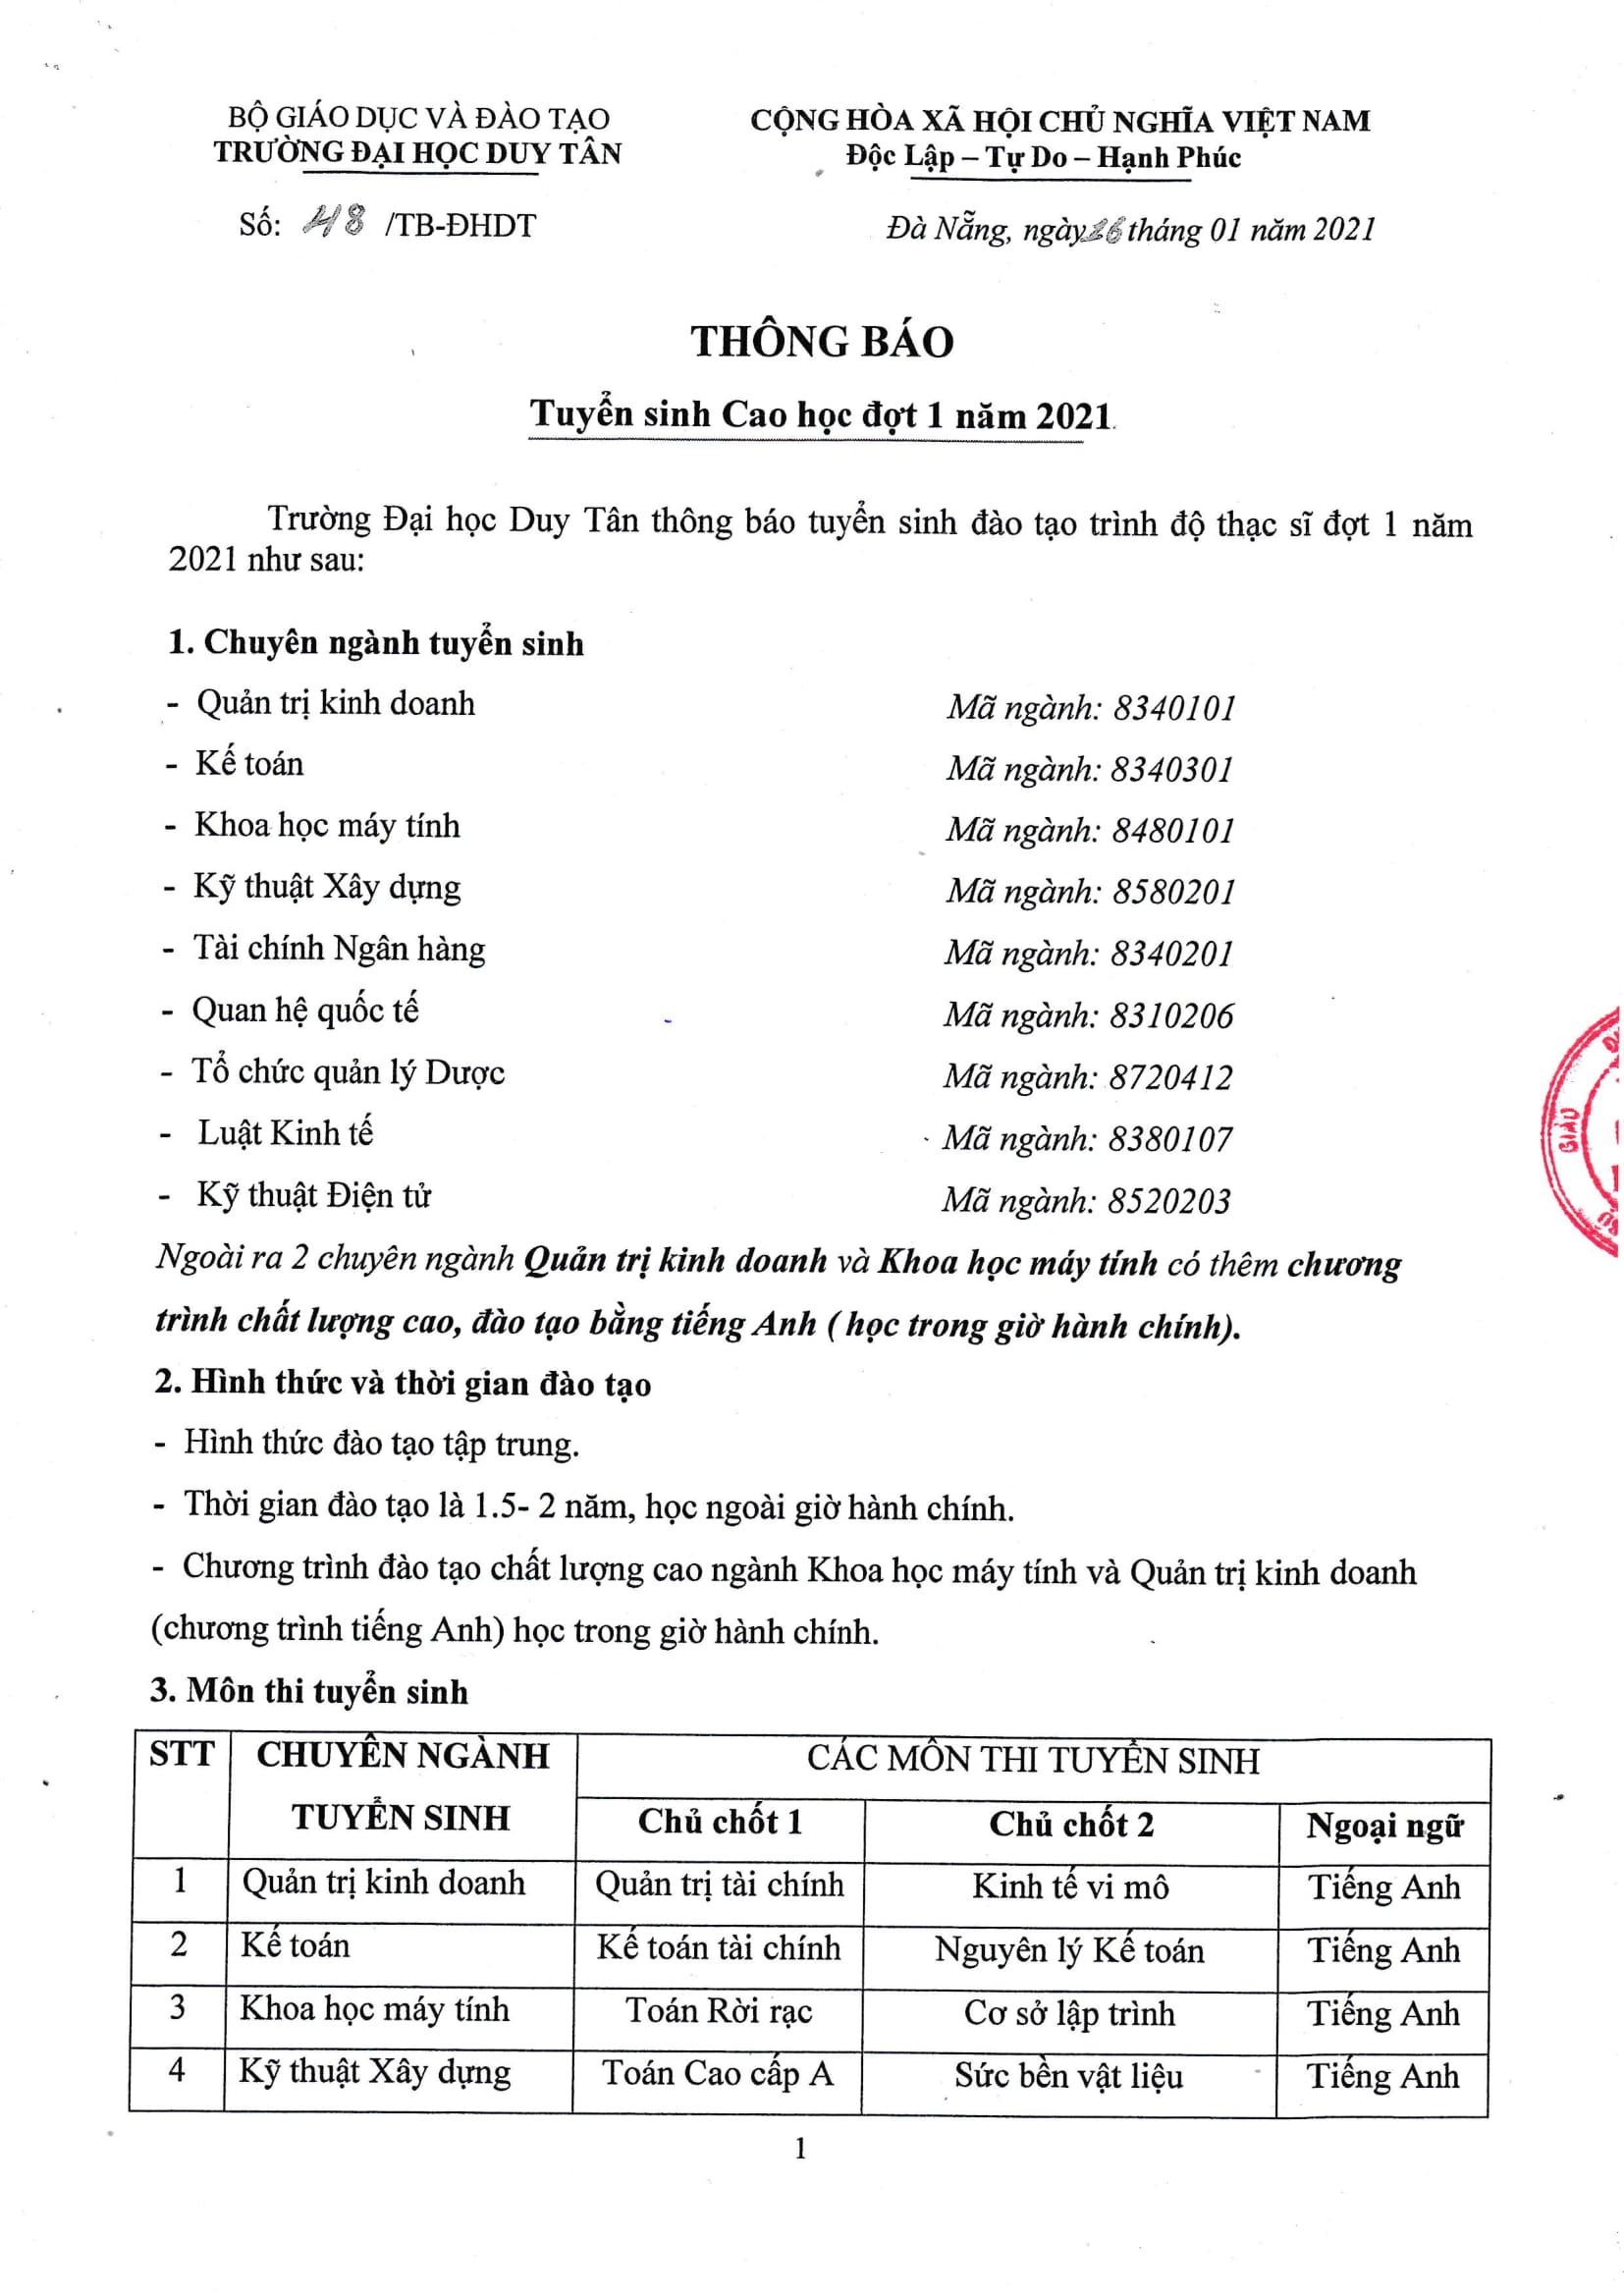 BỘ GIÁO DỤC VÀ ĐÀO TẠO
TRƯỜNG ĐẠI HỌC DUY TÂN
CỘNG HÒA XÃ HỘI CHỦ NGHĨA VIỆT NAM
Độc Lập – Tự Do – Hạnh Phúc
Số: 48 /TB-ĐHDT
Đà Nẵng, ngày 26 tháng 01 năm 2021
THÔNG BÁO
Tuyển sinh Cao học đợt 1 năm 2021
Trường Đại học Duy Tân thông báo tuyển sinh đào tạo trình độ thạc sĩ đợt 1 năm
2021 như sau:
1. Chuyên ngành tuyển sinh
- Quản trị kinh doanh Mã ngành: 8340101
- Kế toán Mã ngành: 8340301
- Khoa học máy tính Mã ngành: 8480101
- Kỹ thuật Xây dựng Mã ngành: 8580201
- Tài chính Ngân hàng Mã ngành: 8340201
- Quan hệ quốc tế Mã ngành: 8310206
- Tổ chức quản lý Dược Mã ngành: 8720412
- Luật Kinh tế Mã ngành: 8380107
- Kỹ thuật Điện tử Mã ngành: 8520203
Ngoài ra 2 chuyên ngành Quản trị kinh doanh và Khoa học máy tính có thêm chương
trình chất lượng cao, đào tạo bằng tiếng Anh ( học trong giờ hành chính).
2. Hình thức và thời gian đào tạo
- Hình thức đào tạo tập trung.
- Thời gian đào tạo là 1.5- 2 năm, học ngoài giờ hành chính.
- Chương trình đào tạo chất lượng cao ngành Khoa học máy tính và Quản trị kinh doanh
(chương trình tiếng Anh) học trong giờ hành chính.
3. Môn thi tuyển sinh
STT CHUYÊN NGÀNH CÁC MÔN THI TUYỂN SINH
TUYỂN SINH Chủ chốt 1 Chủ chốt 2 Ngoại ngữ
1 Quản trị kinh doanh Quản trị tài chính Kinh tế vi mô Tiếng Anh
2 Kế toán Kế toán tài chính Nguyên lý Kế toán Tiếng Anh
3 Khoa học máy tính Toán Rời rạc Cơ sở lập trình Tiếng Anh
4 Kỹ thuật Xây dựng Toán Cao cấp A Sức bền vật liệu Tiếng Anh
1